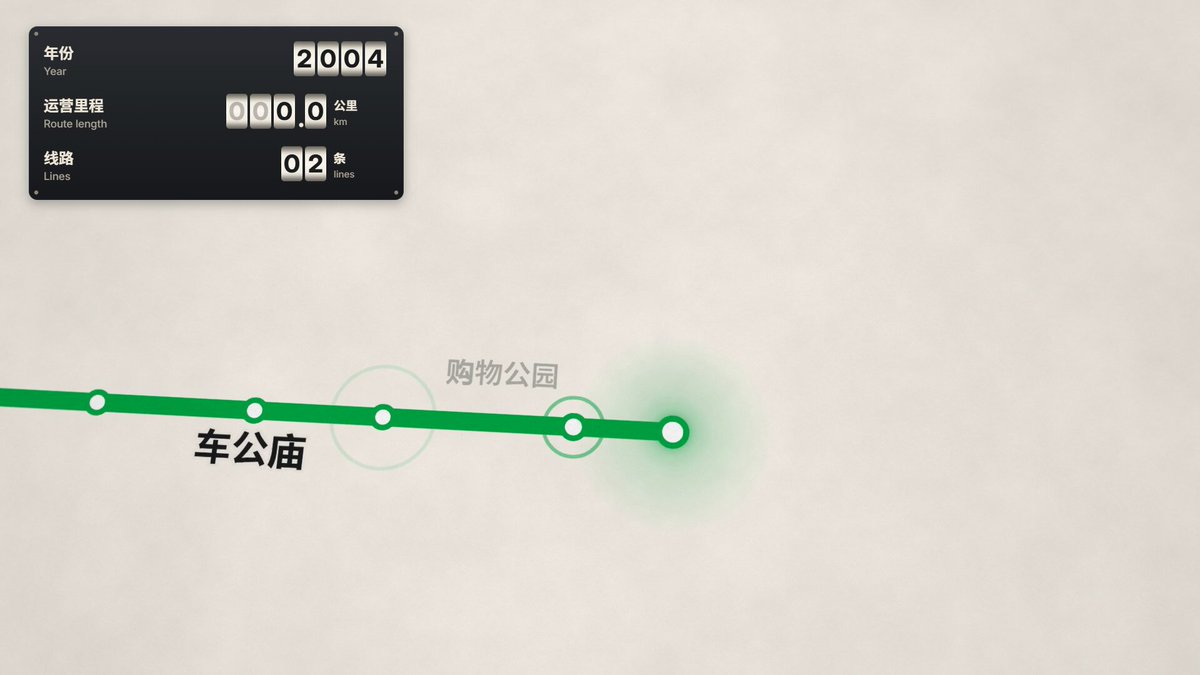 年份
Year
2004
运营里程
Route length
000.0
公里
km
线路
Lines
02
条
lines
购物公园
车公庙